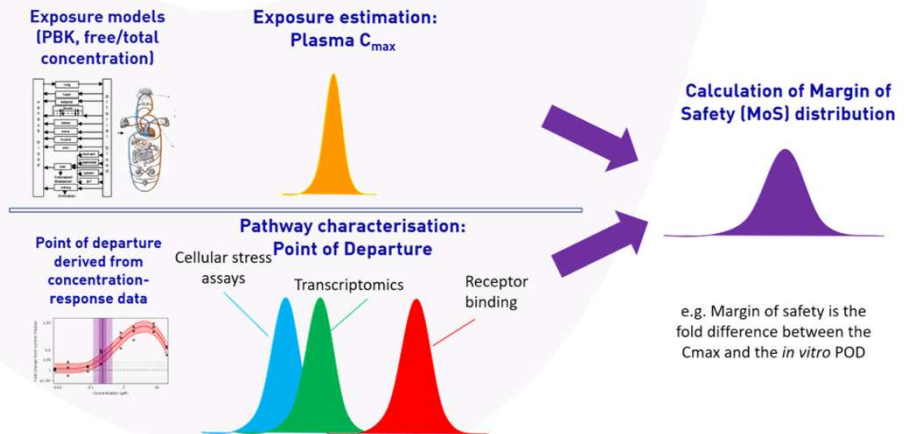 Exposure models
(PBK, free/total
concentration)
Exposure estimation:
Plasma Cmax
Calculation of Margin of
Safety (MoS) distribution
Point of departure
derived from
concentration-
response data
Pathway characterisation:
Point of Departure
Cellular stress
assays
Transcriptomics
Receptor
binding
e.g. Margin of safety is the
fold difference between the
Cmax and the in vitro POD